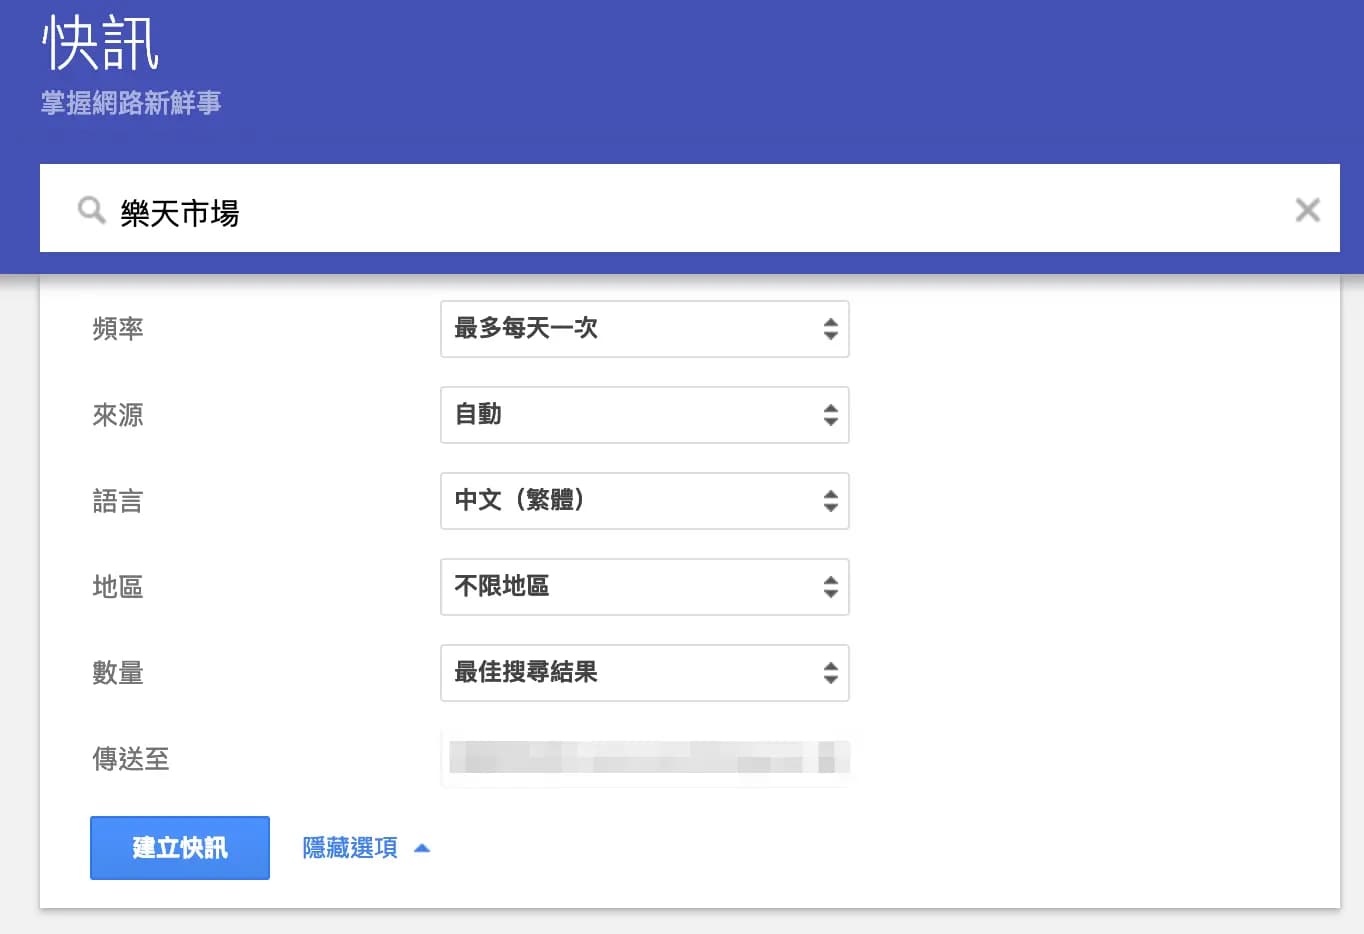 快訊
掌握網路新鮮事
樂天市場
頻率
最多每天一次
來源
自動
語言
中文（繁體）
地區
不限地區
數量
最佳搜尋結果
傳送至
建立快訊
隱藏選項